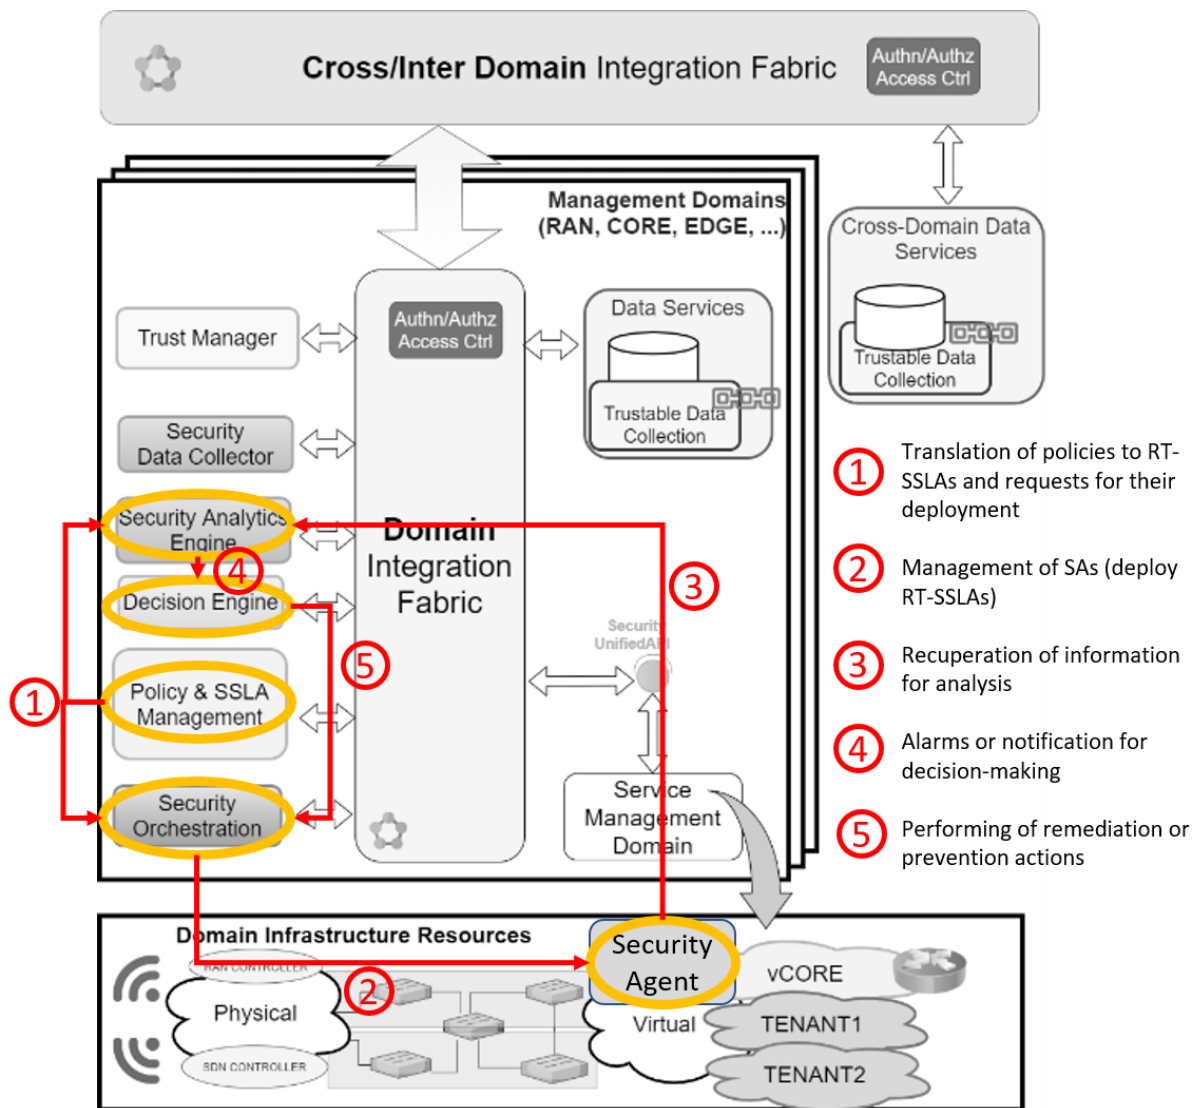 Cross/Inter Domain Integration Fabric
Authn/Authz
Access Ctrl
Management Domains
(RAN, CORE, EDGE, ...)
Cross-Domain Data
Services
Trustable Data
Collection
Trust Manager
Authn/Authz
Access Ctrl
Data Services
Trustable Data
Collection
Security
Data Collector
Security Analytics
Engine
4
Decision Engine
Domain
Integration
Fabric
3
5
Security
UnifiedAPI
1
Policy & SSLA
Management
Security
Orchestration
Service
Management
Domain
1
Translation of policies to RT-
SSLAs and requests for their
deployment
2
Management of SAs (deploy
RT-SSLAs)
3
Recuperation of information
for analysis
4
Alarms or notification for
decision-making
5
Performing of remediation or
prevention actions
Domain Infrastructure Resources
RAN CONTROLLER
Physical
SDN CONTROLLER
2
Security
Agent
Virtual
vCORE
TENANT1
TENANT2